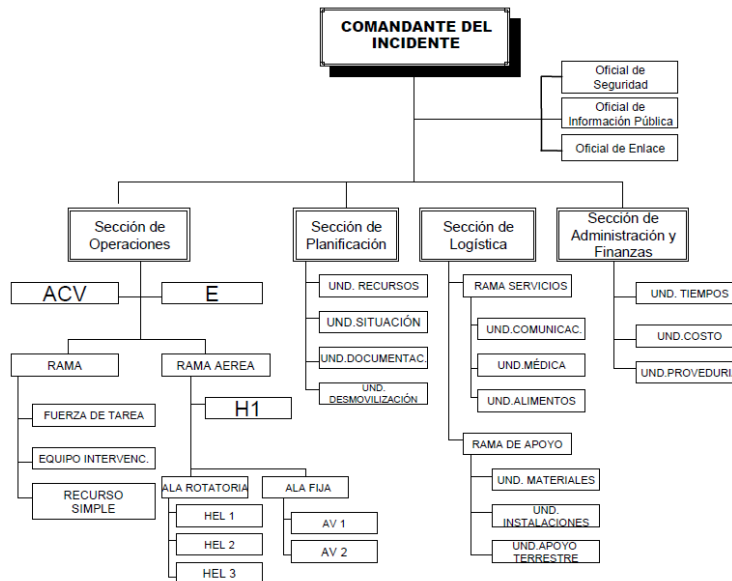 COMANDANTE DEL
INCIDENTE
Oficial de
Seguridad
Oficial de
Información Pública
Oficial de Enlace
Sección de
Operaciones
Sección de
Planificación
Sección de
Logística
Sección de
Administración y
Finanzas
ACV
E
RAMA
FUERZA DE TAREA
EQUIPO INTERVENC.
RECURSO
SIMPLE
RAMA AEREA
H1
ALA ROTATORIA
HEL 1
HEL 2
HEL 3
ALA FIJA
AV 1
AV 2
UND. RECURSOS
UND.SITUACIÓN
UND.DOCUMENTAC.
UND.
DESMOVILIZACIÓN
RAMA SERVICIOS
UND.COMUNICAC.
UND.MÉDICA
UND.ALIMENTOS
RAMA DE APOYO
UND. MATERIALES
UND.
INSTALACIONES
UND.APOYO
TERRESTRE
UND. TIEMPOS
UND.COSTO
UND.PROVEDURI